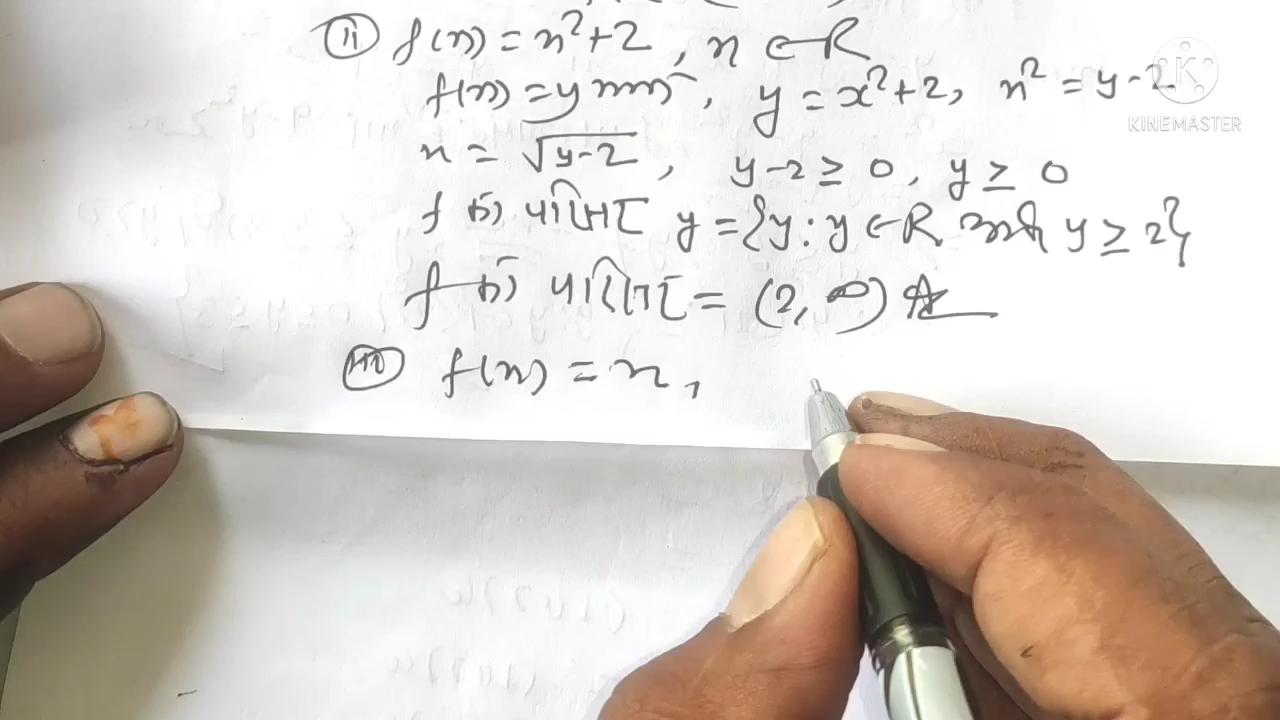 (ii) f(x) = x²+2, x ∈ R
f(x) = y माना, y = x²+2, x² = y-2
x = √y-2, y-2 ≥ 0, y ≥ 0
f का परिसर y = {y : y ∈ R और y ≥ 2}
f का परिसर = (2, ∞)
(iii) f(x) = x,
KINEMASTER